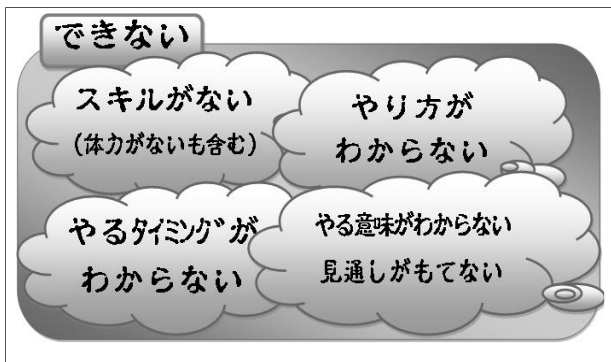 できない
スキルがない
(体力がないも含む)
やり方が
わからない
やるタイミングが
わからない
やる意味がわからない
見通しがもてない